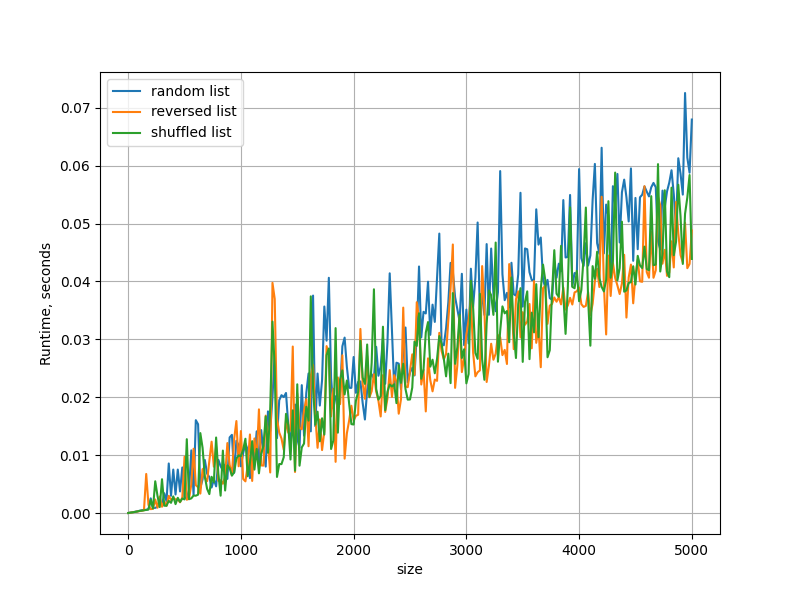 random list
reversed list
shuffled list
0.07
0.06
0.05
0.04
0.03
0.02
0.01
0.00
Runtime, seconds
0
1000
2000
3000
4000
5000
size